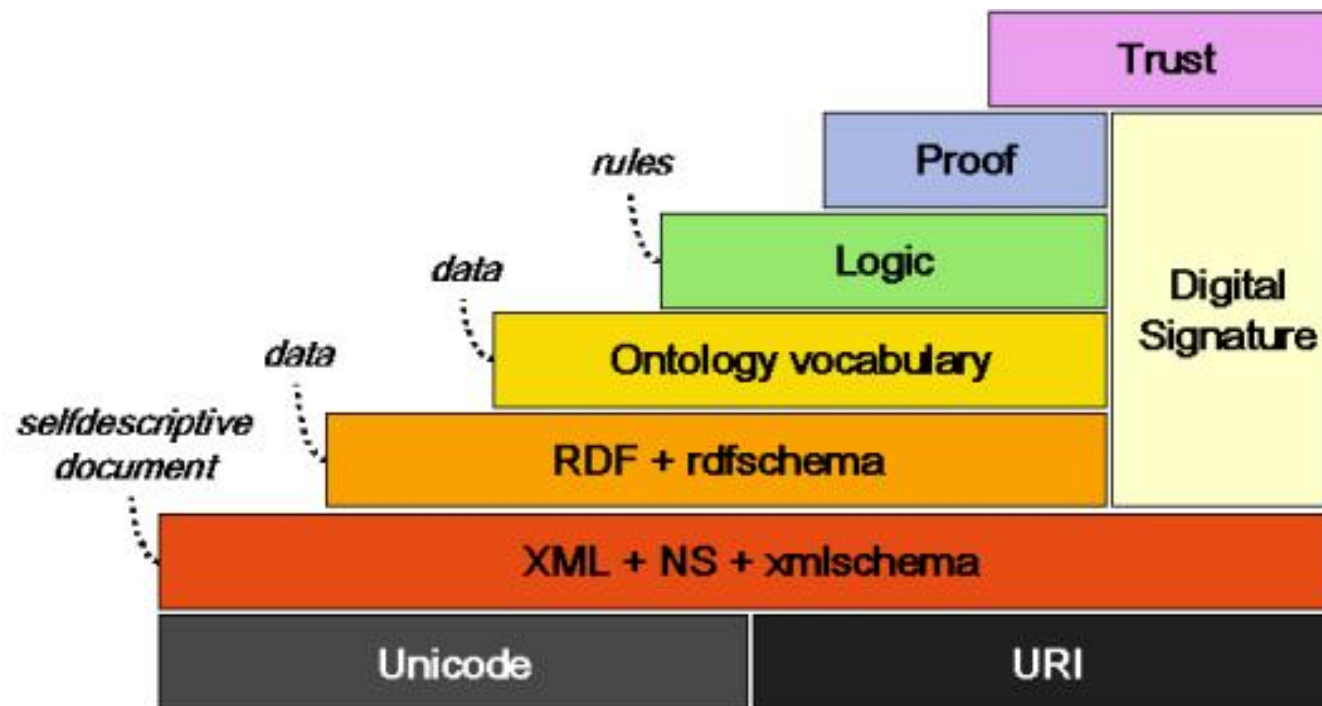 Trust
Proof
rules
Logic
data
Digital
Signature
Ontology vocabulary
data
RDF + rdfschema
selfdescriptive
document
XML + NS + xmlschema
Unicode
URI